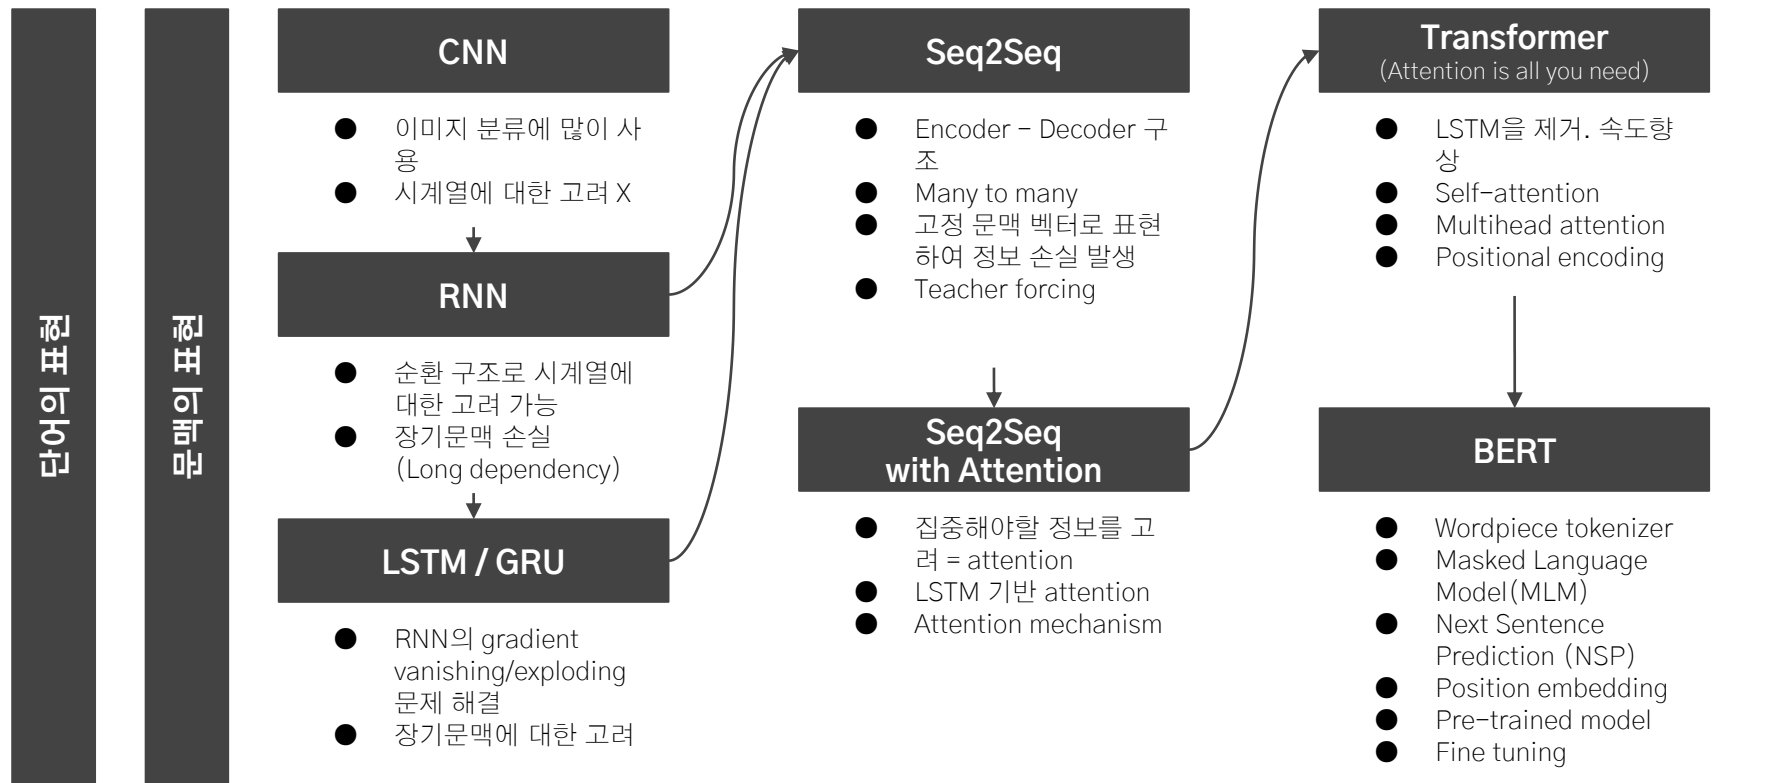 단어의 표현
문맥의 표현
CNN
● 이미지 분류에 많이 사
용
● 시계열에 대한 고려 X
RNN
● 순환 구조로 시계열에
대한 고려 가능
● 장기문맥 손실
(Long dependency)
LSTM / GRU
● RNN의 gradient
vanishing/exploding
문제 해결
● 장기문맥에 대한 고려
Seq2Seq
● Encoder - Decoder 구
조
● Many to many
● 고정 문맥 벡터로 표현
하여 정보 손실 발생
● Teacher forcing
Seq2Seq
with Attention
● 집중해야할 정보를 고
려 = attention
● LSTM 기반 attention
● Attention mechanism
Transformer
(Attention is all you need)
● LSTM을 제거. 속도향
상
● Self-attention
● Multihead attention
● Positional encoding
BERT
● Wordpiece tokenizer
● Masked Language
Model(MLM)
● Next Sentence
Prediction (NSP)
● Position embedding
● Pre-trained model
● Fine tuning